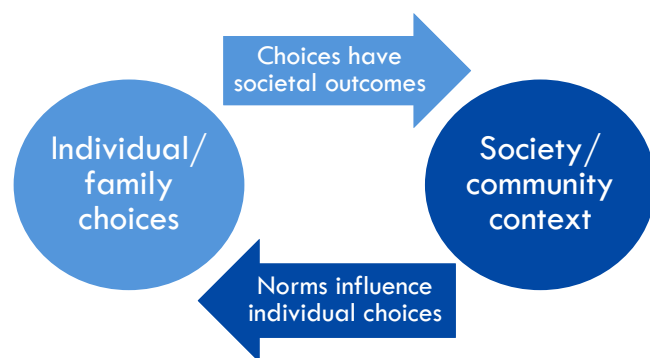 Choices have
societal outcomes
Individual/
family
choices
Society/
community
context
Norms influence
individual choices